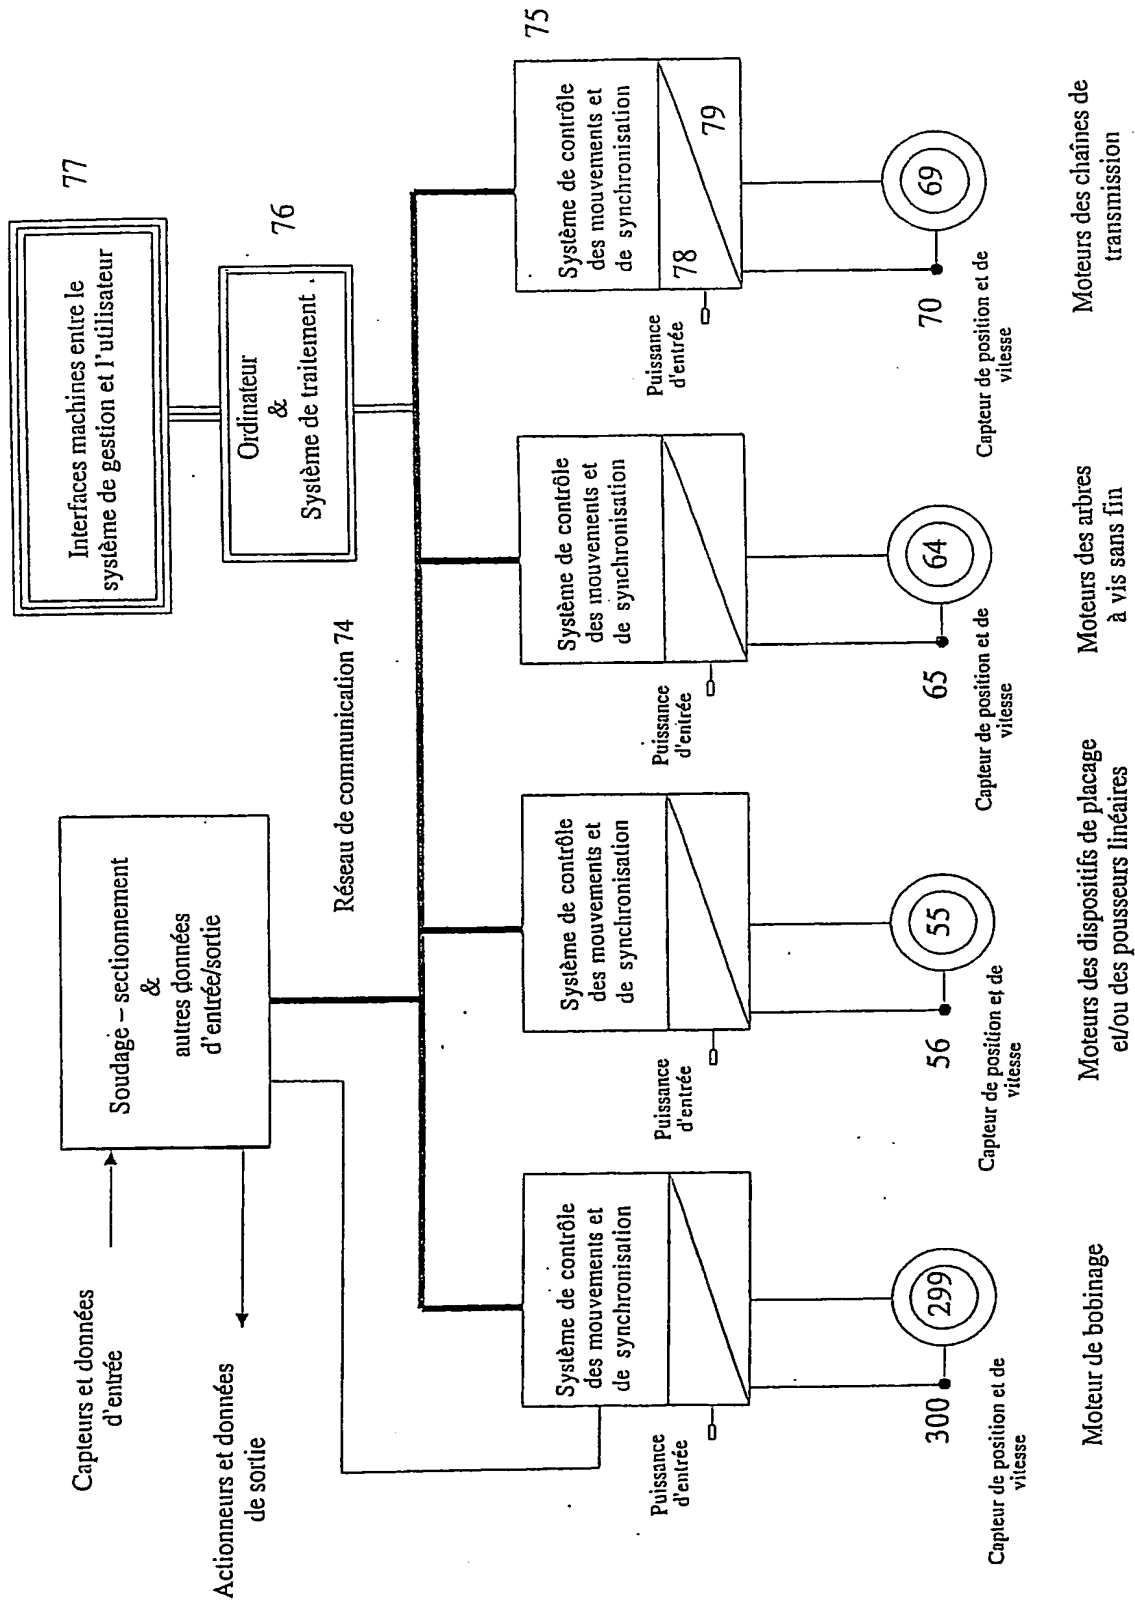 Capteurs et données
d'entrée
Actionneurs et données
de sortie
Soudage – sectionnement
&
autres données
d'entrée/sortie
Interfaces machines entre le
système de gestion et l'utilisateur
77
Ordinateur
&
Système de traitement
76
Réseau de communication 74
75
Système de contrôle
des mouvements et
de synchronisation
Puissance
d'entrée
299
300
Capteur de position et de
vitesse
Moteur de bobinage
Système de contrôle
des mouvements et
de synchronisation
Puissance
d'entrée
55
56
Capteur de position et de
vitesse
Moteurs des dispositifs de placage
et/ou des pousseurs linéaires
Système de contrôle
des mouvements et
de synchronisation
Puissance
d'entrée
64
65
Capteur de position et de
vitesse
Moteurs des arbres
à vis sans fin
Système de contrôle
des mouvements et
de synchronisation
78
79
Puissance
d'entrée
69
70
Capteur de position et de
vitesse
Moteurs des chaînes de
transmission